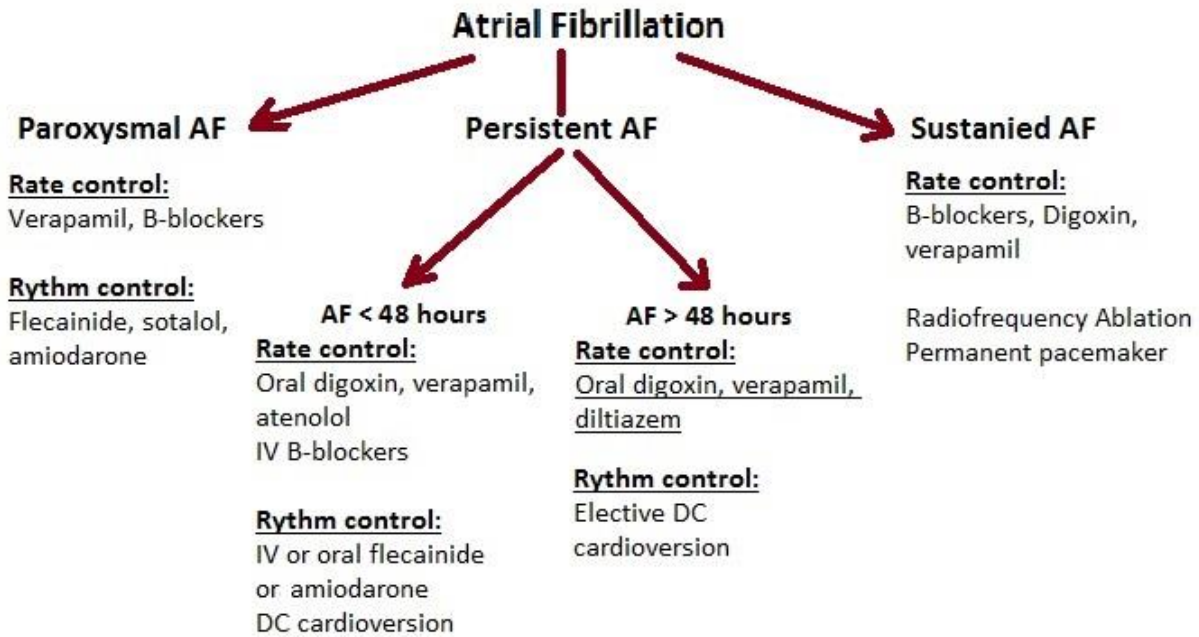 Atrial Fibrillation
Paroxysmal AF
Rate control:
Verapamil, B-blockers
Rythm control:
Flecainide, sotalol,
amiodarone
Persistent AF
AF < 48 hours
Rate control:
Oral digoxin, verapamil,
atenolol
IV B-blockers
Rythm control:
IV or oral flecainide
or amiodarone
DC cardioversion
AF > 48 hours
Rate control:
Oral digoxin, verapamil,
diltiazem
Rythm control:
Elective DC
cardioversion
Sustanied AF
Rate control:
B-blockers, Digoxin,
verapamil
Radiofrequency Ablation
Permanent pacemaker